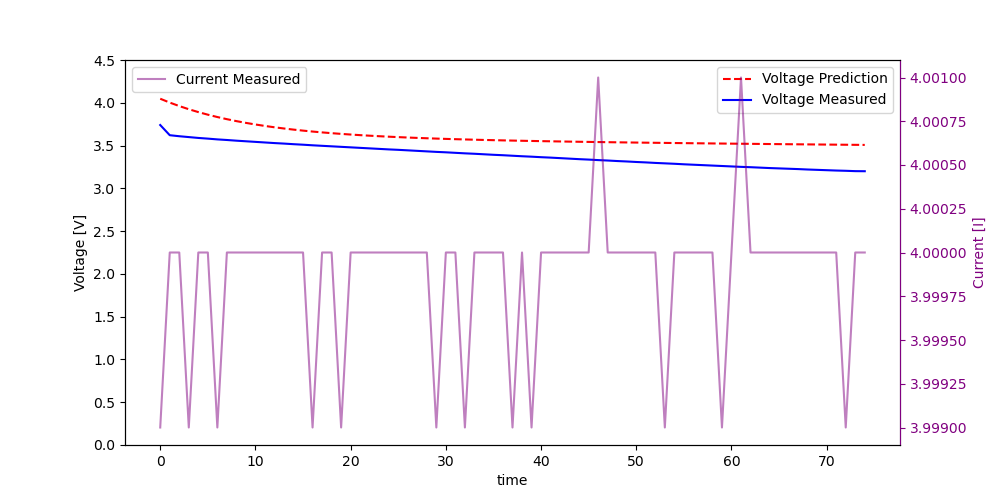 Current Measured
Voltage Prediction
Voltage Measured
4.5
4.0
3.5
3.0
2.5
2.0
1.5
1.0
0.5
0.0
Voltage [V]
4.00100
4.00075
4.00050
4.00025
4.00000
3.99975
3.99950
3.99925
3.99900
Current [I]
0 10 20 30 40 50 60 70
time